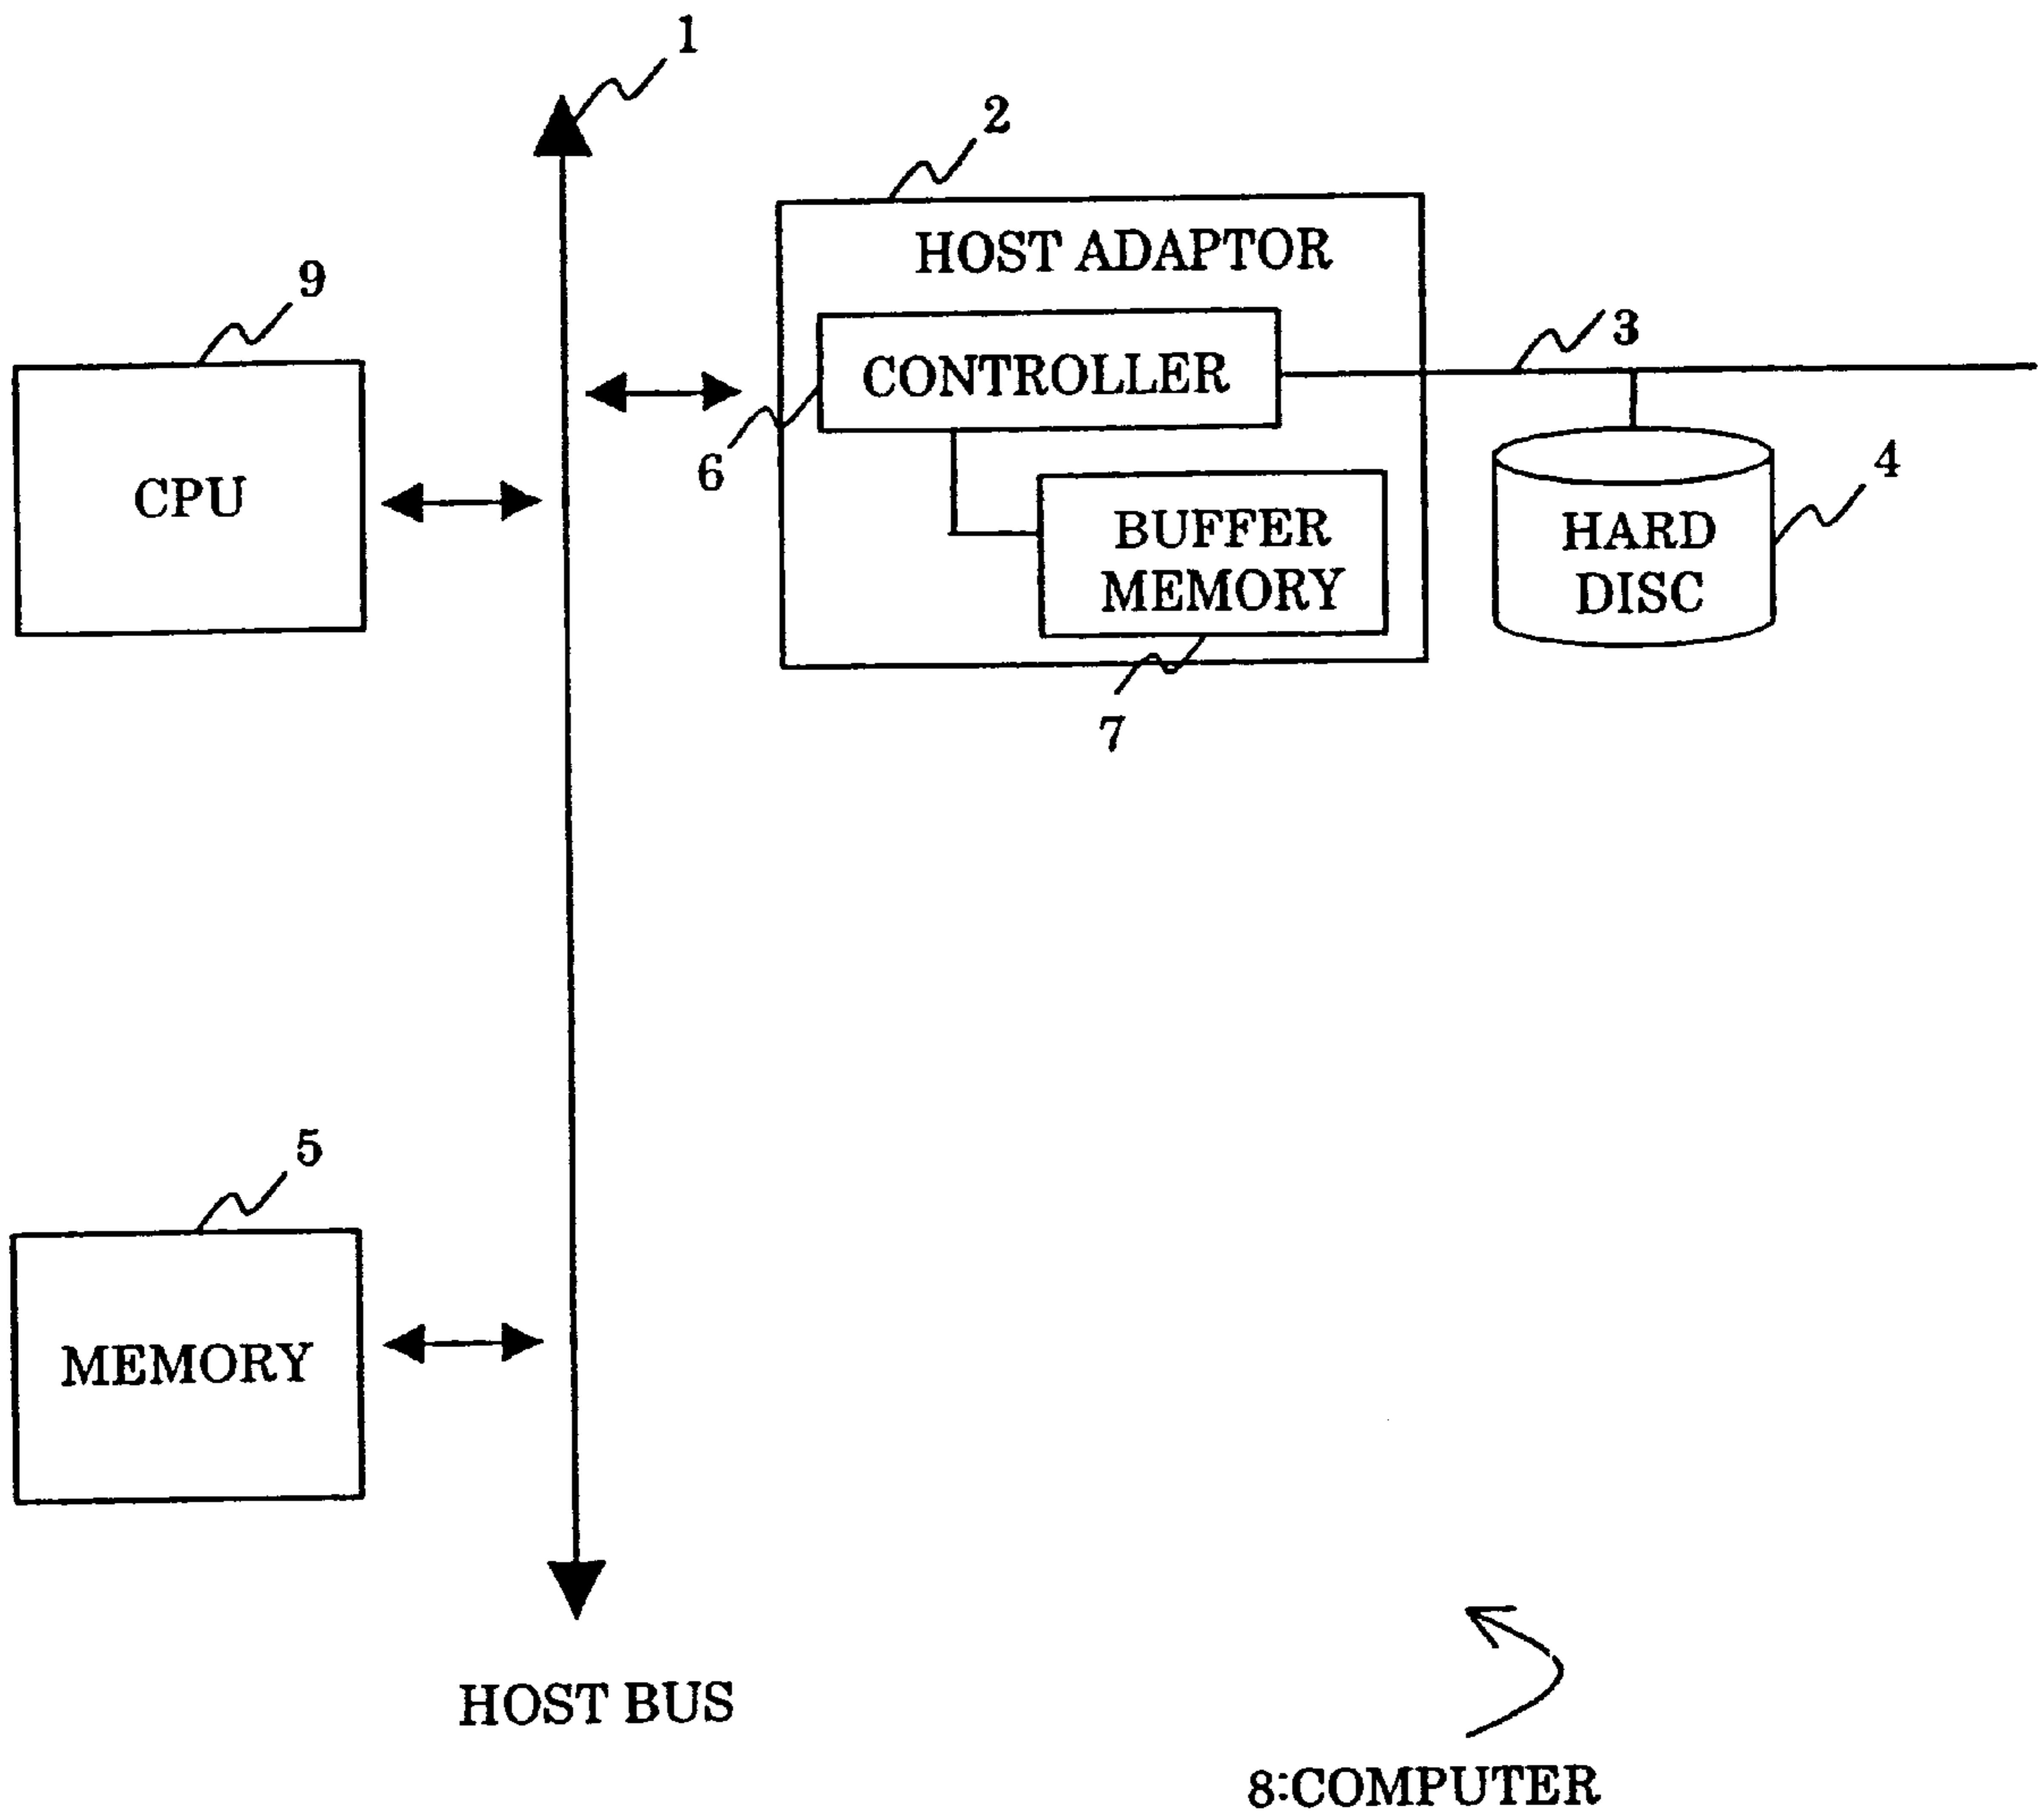 1
2
HOST ADAPTOR
9
3
CONTROLLER
6
4
CPU
BUFFER
MEMORY
HARD
DISC
7
5
MEMORY
HOST BUS
8:COMPUTER